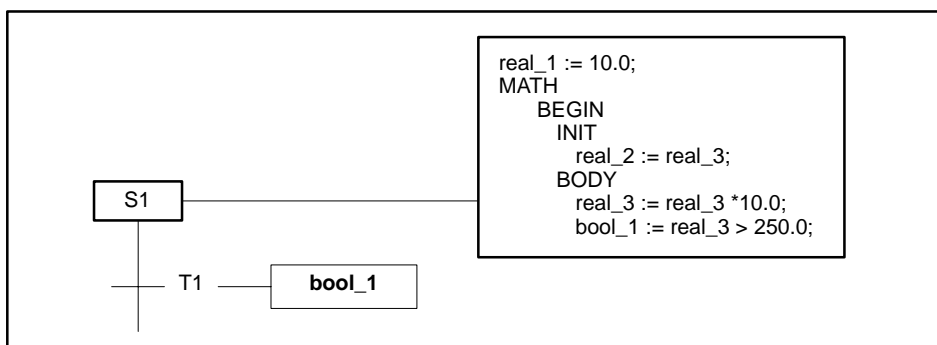 real_1 := 10.0;
MATH
BEGIN
INIT
real_2 := real_3;
BODY
real_3 := real_3 *10.0;
bool_1 := real_3 > 250.0;
S1
T1
bool_1